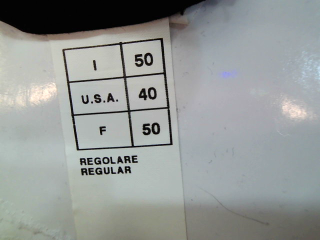 I 50
U.S.A. 40
F 50
REGOLARE
REGULAR